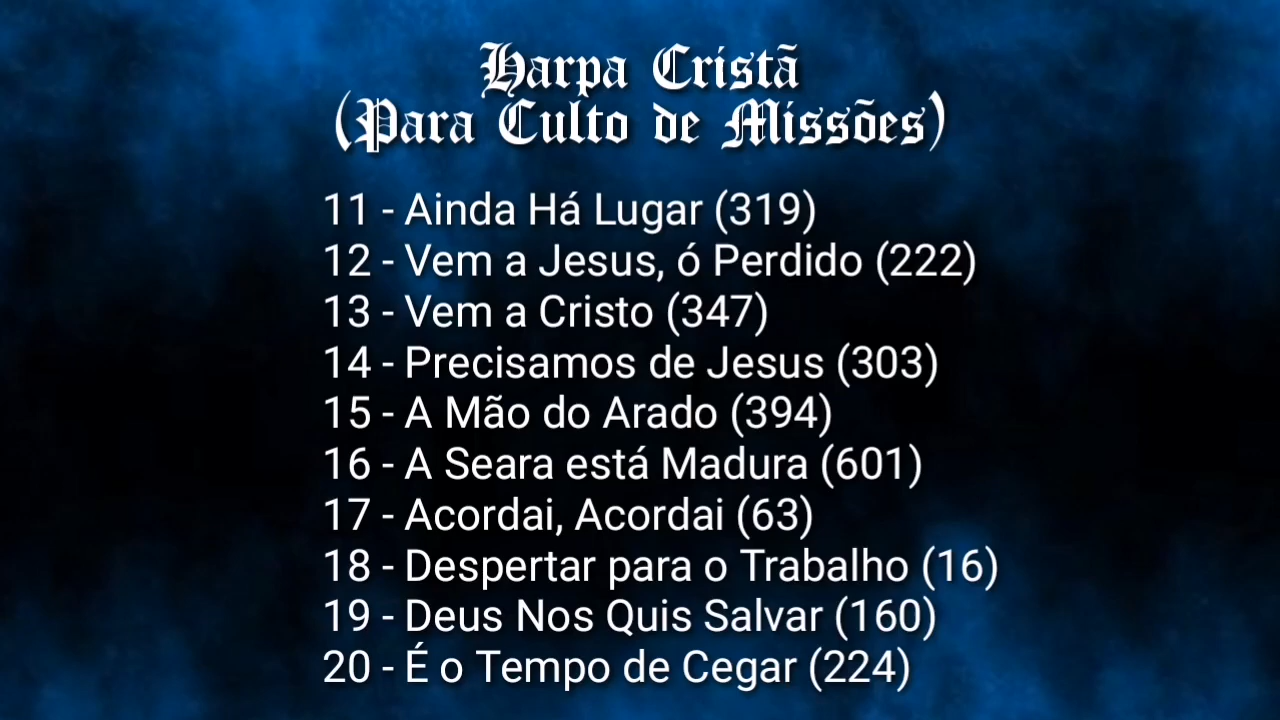 Harpa Cristã
(Para Culto de Missões)
11 - Ainda Há Lugar (319)
12 - Vem a Jesus, ó Perdido (222)
13 - Vem a Cristo (347)
14 - Precisamos de Jesus (303)
15 - A Mão do Arado (394)
16 - A Seara está Madura (601)
17 - Acordai, Acordai (63)
18 - Despertar para o Trabalho (16)
19 - Deus Nos Quis Salvar (160)
20 - É o Tempo de Cegar (224)